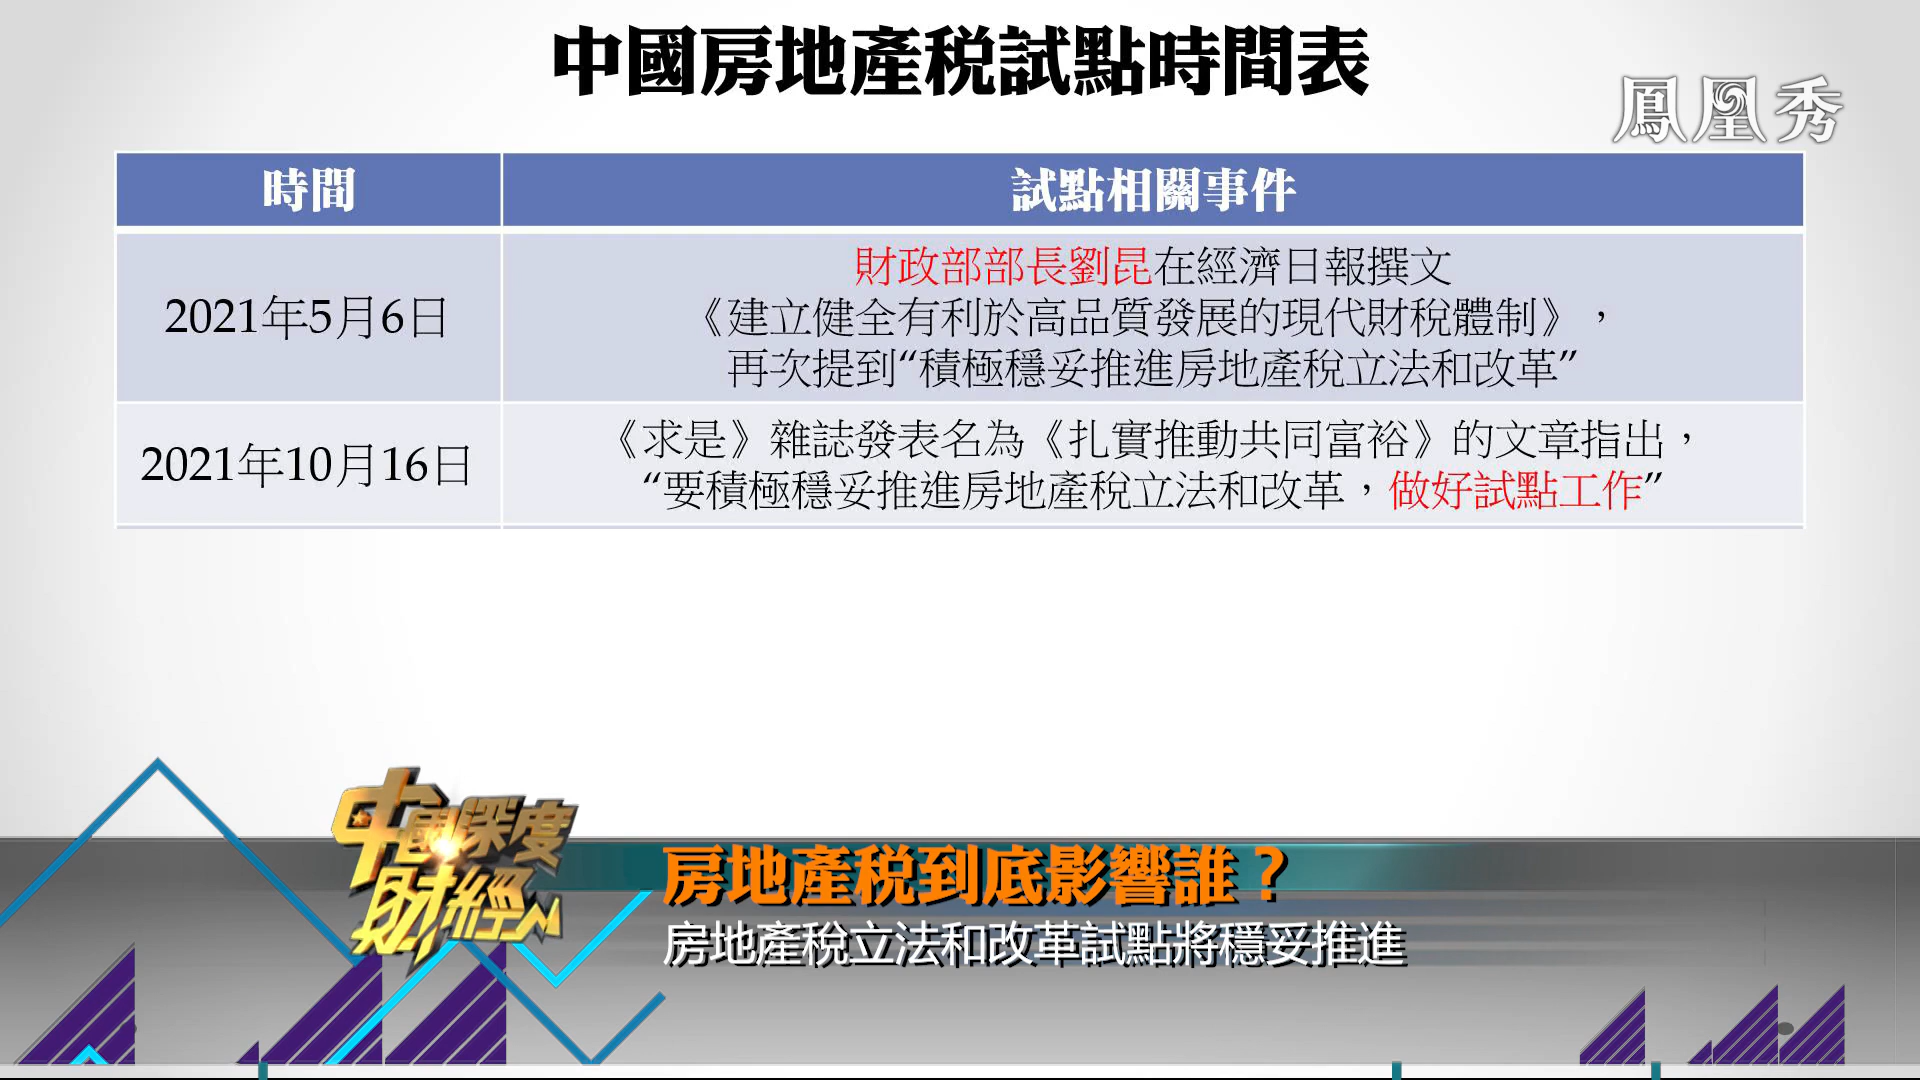 中國房地產税試點時間表
鳳凰秀
時間
試點相關事件
2021年5月6日
財政部部長劉昆在經濟日報撰文
《建立健全有利於高品質發展的現代財稅體制》，
再次提到“積極穩妥推進房地產稅立法和改革”
2021年10月16日
《求是》雜誌發表名為《扎實推動共同富裕》的文章指出，
“要積極穩妥推進房地產稅立法和改革，做好試點工作”
中國深度
財經
房地產税到底影響誰？
房地產稅立法和改革試點將穩妥推進